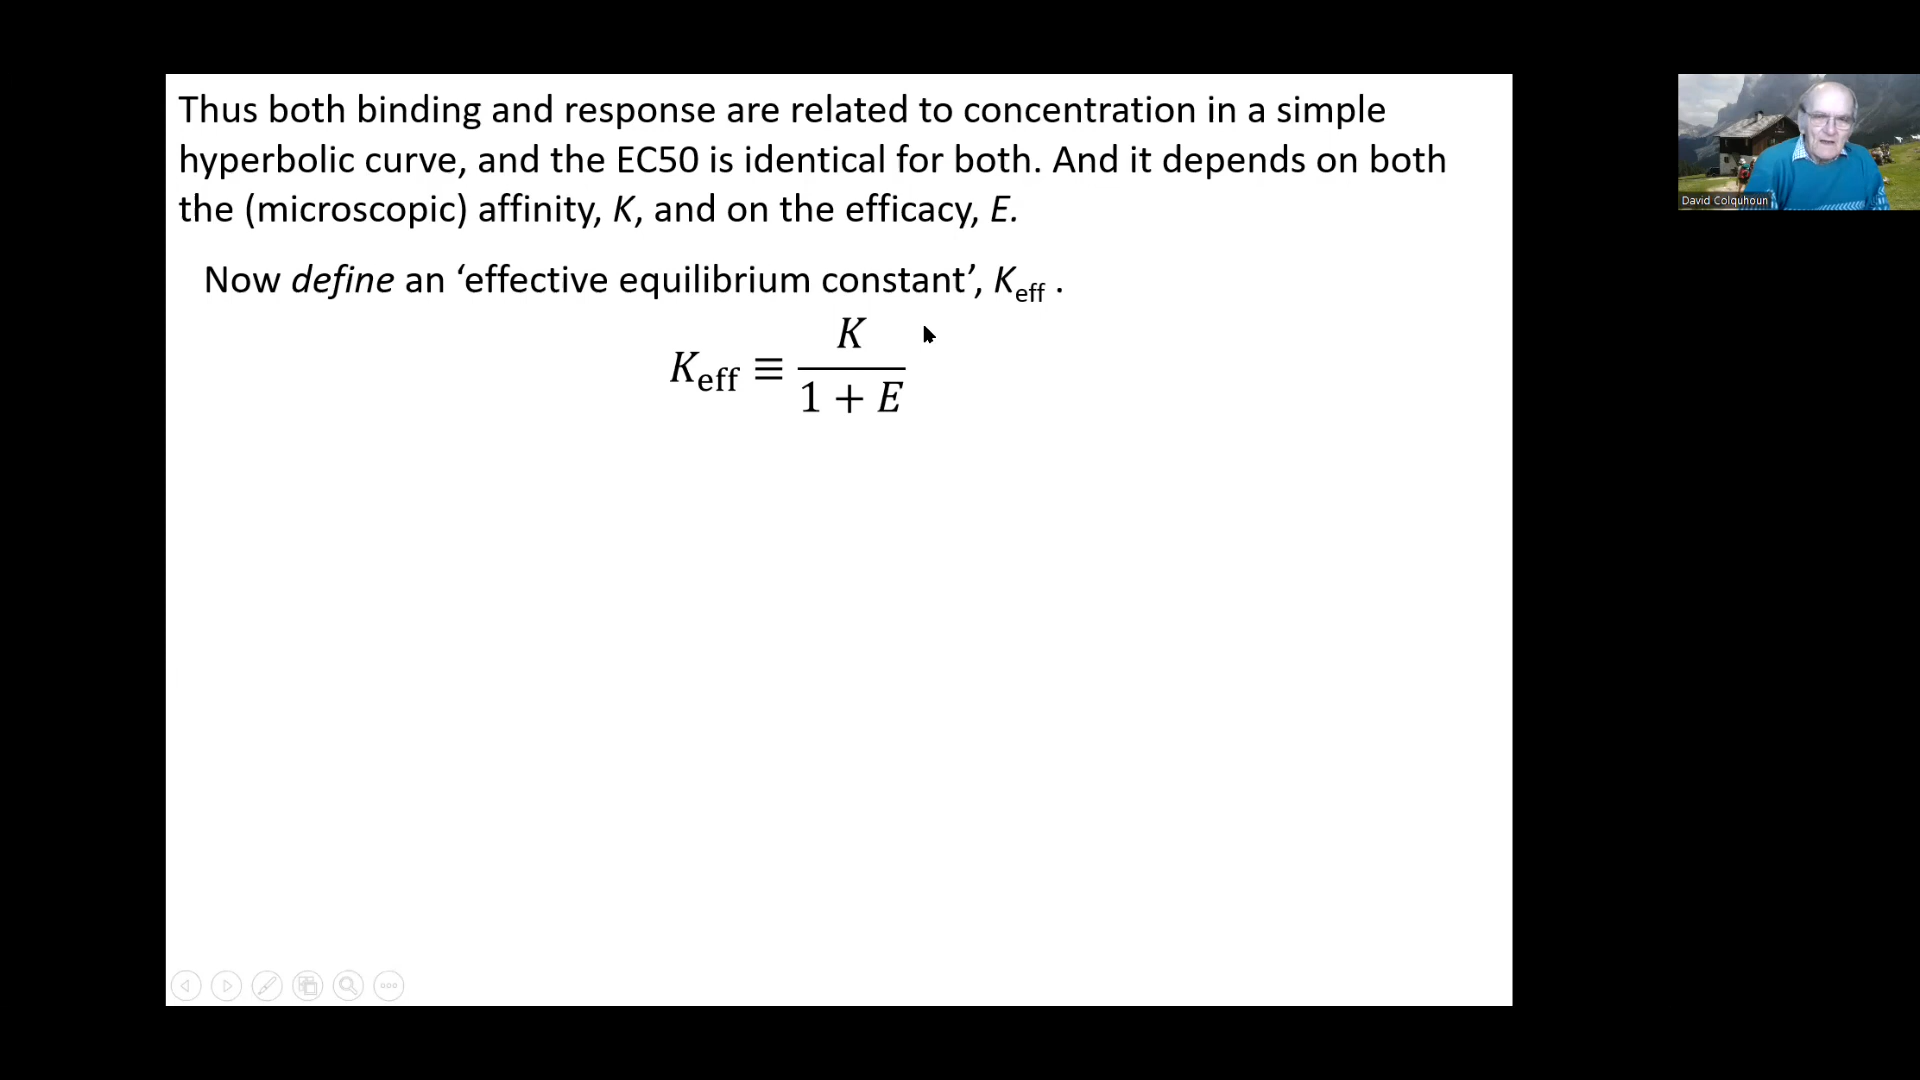 Thus both binding and response are related to concentration in a simple
hyperbolic curve, and the EC50 is identical for both. And it depends on both
the (microscopic) affinity, K, and on the efficacy, E.
Now define an ‘effective equilibrium constant’, Keff .
Keff ≡ K / (1 + E)
David Colquhoun